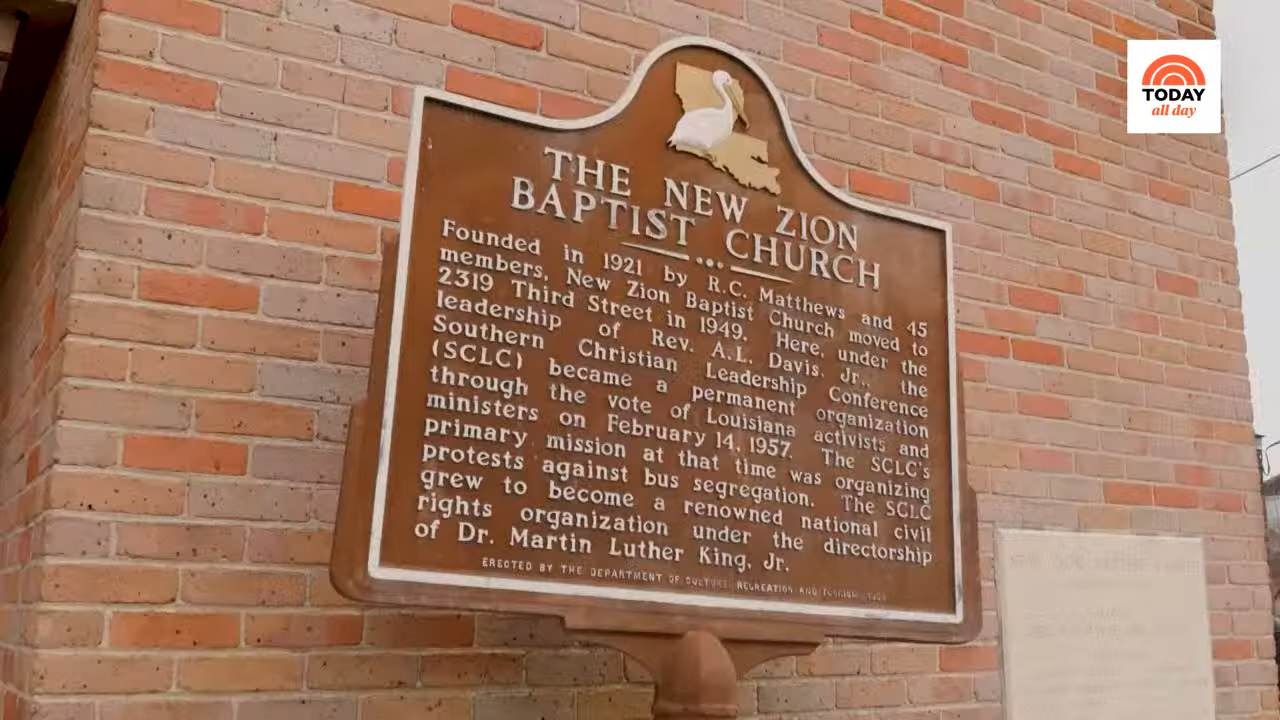 TODAY
all day
THE NEW ZION
BAPTIST CHURCH
Founded in 1921 by R.C. Matthews and 45
members, New Zion Baptist Church moved to
2319 Third Street in 1949. Here, under the
leadership of Rev. A.L. Davis, Jr., the
Southern Christian Leadership Conference
(SCLC) became a permanent organization
through the vote of Louisiana activists and
ministers on February 14, 1957. The SCLC's
primary mission at that time was organizing
protests against bus segregation. The SCLC
grew to become a renowned national civil
rights organization under the directorship
of Dr. Martin Luther King, Jr.
ERECTED BY THE DEPARTMENT OF CULTURE, RECREATION AND TOURISM